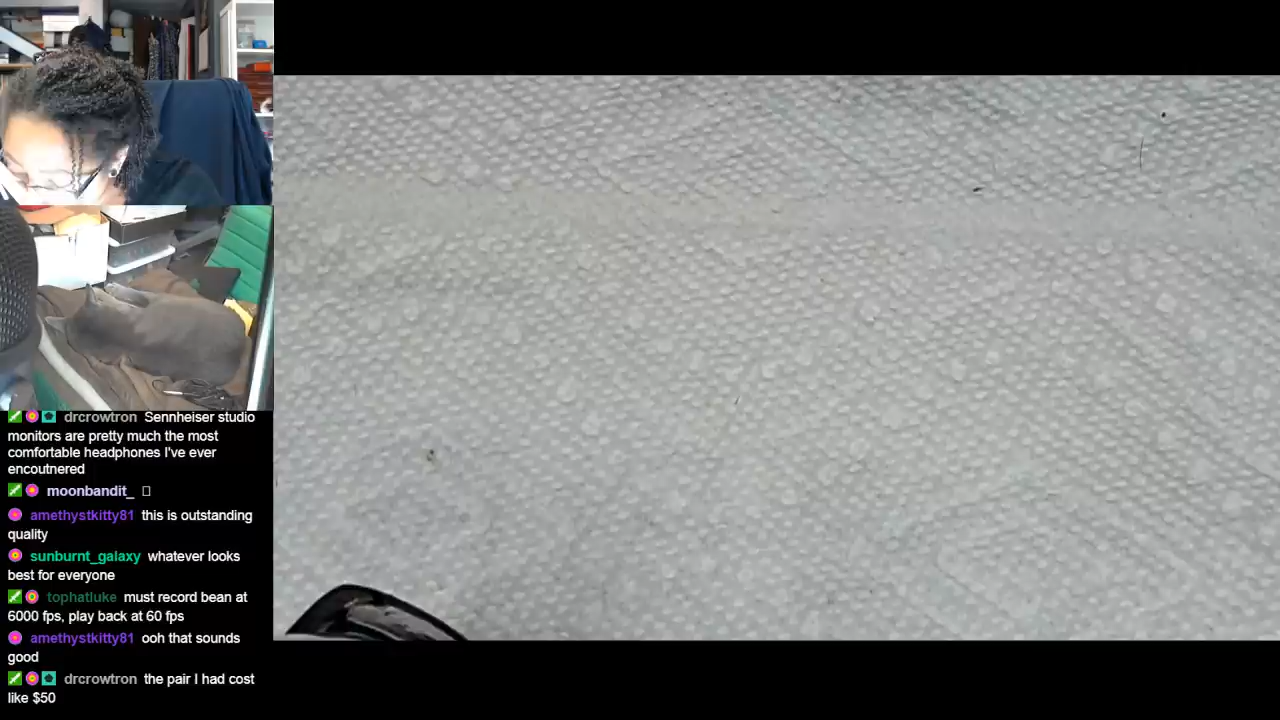 drcrowtron Sennheiser studio
monitors are pretty much the most
comfortable headphones I've ever
encoutnered
moonbandit_
amethystkitty81 this is outstanding
quality
sunburnt_galaxy whatever looks
best for everyone
tophatluke must record bean at
6000 fps, play back at 60 fps
amethystkitty81 ooh that sounds
good
drcrowtron the pair I had cost
like $50